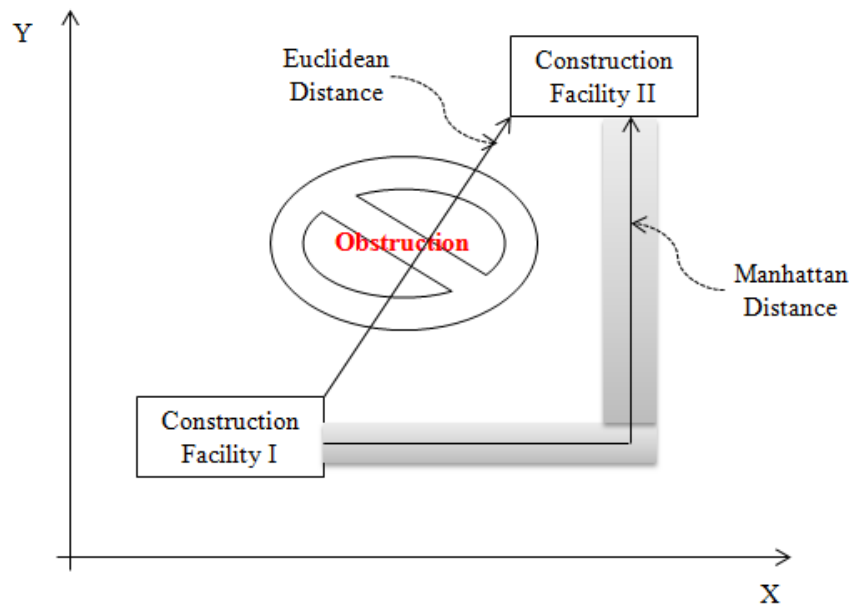 Y
Euclidean
Distance
Construction
Facility II
Obstruction
Manhattan
Distance
Construction
Facility I
X